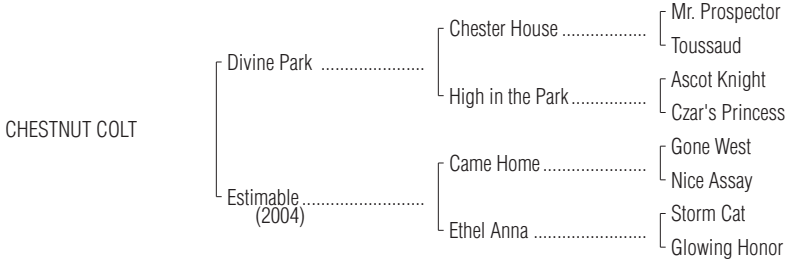 Mr. Prospector
Chester House ..................
Toussaud
Divine Park ......................
Ascot Knight
High in the Park................
Czar's Princess
CHESTNUT COLT
Gone West
Came Home ......................
Nice Assay
Estimable..........................
(2004)
Storm Cat
Ethel Anna ........................
Glowing Honor